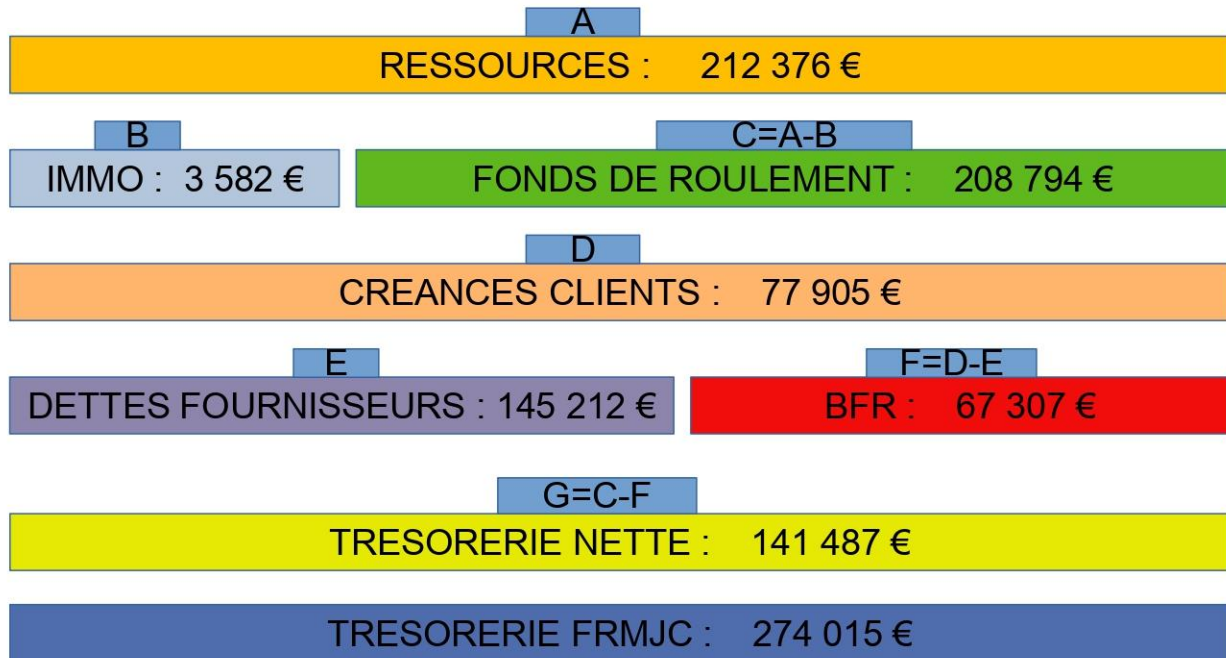 A
RESSOURCES : 212 376 €
B
C=A-B
IMMO : 3 582 €
FONDS DE ROULEMENT : 208 794 €
D
CREANCES CLIENTS : 77 905 €
E
F=D-E
DETTES FOURNISSEURS : 145 212 €
BFR : 67 307 €
G=C-F
TRESORERIE NETTE : 141 487 €
TRESORERIE FRMJC : 274 015 €